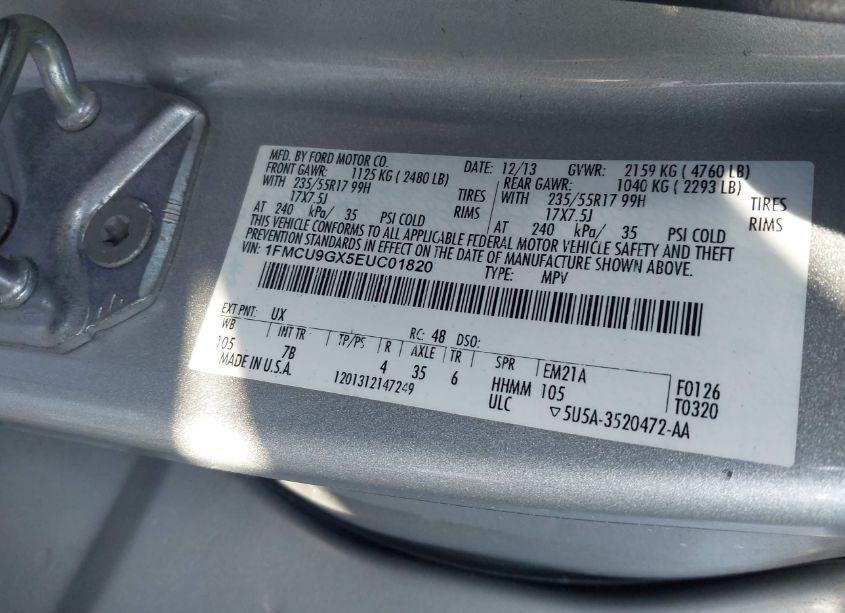 MFD. BY FORD MOTOR CO. DATE: 12/13 GVWR: 2159 KG ( 4760 LB)
FRONT GAWR: 1125 KG ( 2480 LB) REAR GAWR: 1040 KG ( 2293 LB)
WITH 235/55R17 99H TIRES WITH 235/55R17 99H TIRES
17X7.5J RIMS 17X7.5J RIMS
AT 240 kPa/ 35 PSI COLD AT 240 kPa/ 35 PSI COLD
THIS VEHICLE CONFORMS TO ALL APPLICABLE FEDERAL MOTOR VEHICLE SAFETY AND THEFT
PREVENTION STANDARDS IN EFFECT ON THE DATE OF MANUFACTURE SHOWN ABOVE.
VIN: 1FMCU9GX5EUC01820 TYPE: MPV
EXT PNT: UX RC: 48 DSO:
WB INT TR TP/PS R AXLE TR SPR EM21A F0126
105 7B 4 35 6 HHMM 105 T0320
MADE IN U.S.A. 1201312147249 ULC ▽5U5A-3520472-AA